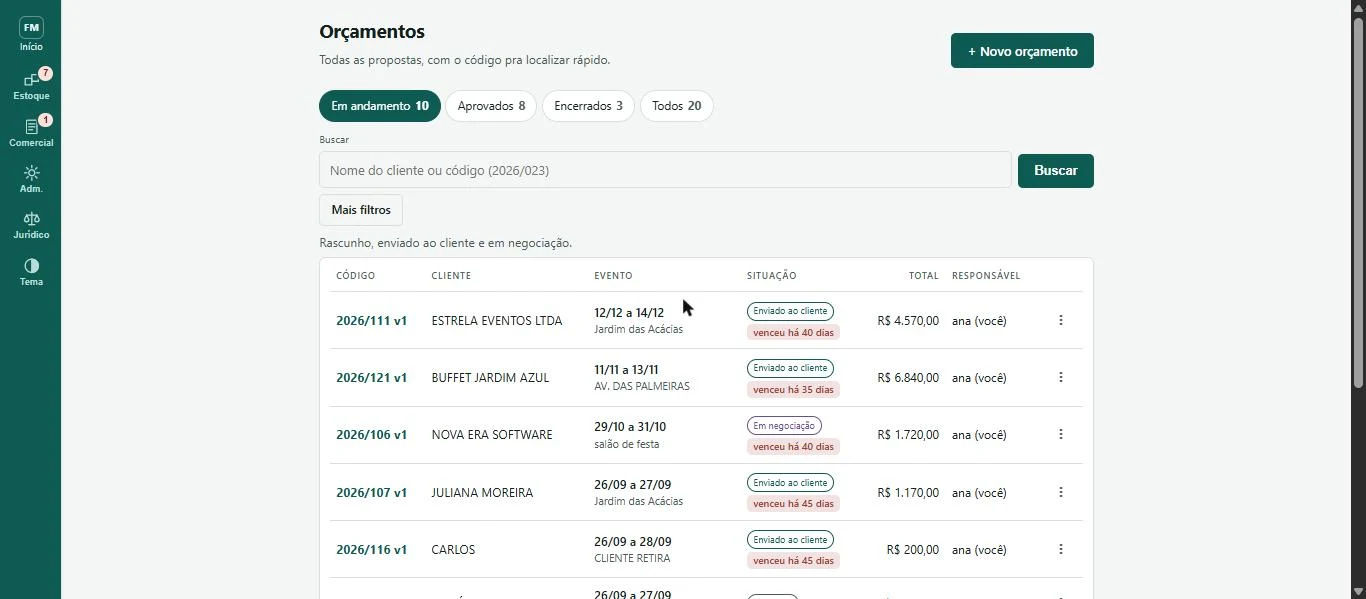 FM
Início
7
Estoque
1
Comercial
Adm.
Jurídico
Tema
Orçamentos
Todas as propostas, com o código pra localizar rápido.
+ Novo orçamento
Em andamento 10
Aprovados 8
Encerrados 3
Todos 20
Buscar
Nome do cliente ou código (2026/023)
Buscar
Mais filtros
Rascunho, enviado ao cliente e em negociação.
CÓDIGO CLIENTE EVENTO SITUAÇÃO TOTAL RESPONSÁVEL
2026/111 v1 ESTRELA EVENTOS LTDA 12/12 a 14/12 Enviado ao cliente R$ 4.570,00 ana (você)
Jardim das Acácias venceu há 40 dias
2026/121 v1 BUFFET JARDIM AZUL 11/11 a 13/11 Enviado ao cliente R$ 6.840,00 ana (você)
AV. DAS PALMEIRAS venceu há 35 dias
2026/106 v1 NOVA ERA SOFTWARE 29/10 a 31/10 Em negociação R$ 1.720,00 ana (você)
salão de festa venceu há 40 dias
2026/107 v1 JULIANA MOREIRA 26/09 a 27/09 Enviado ao cliente R$ 1.170,00 ana (você)
Jardim das Acácias venceu há 45 dias
2026/116 v1 CARLOS 26/09 a 28/09 Enviado ao cliente R$ 200,00 ana (você)
CLIENTE RETIRA venceu há 45 dias
26/09 a 27/09